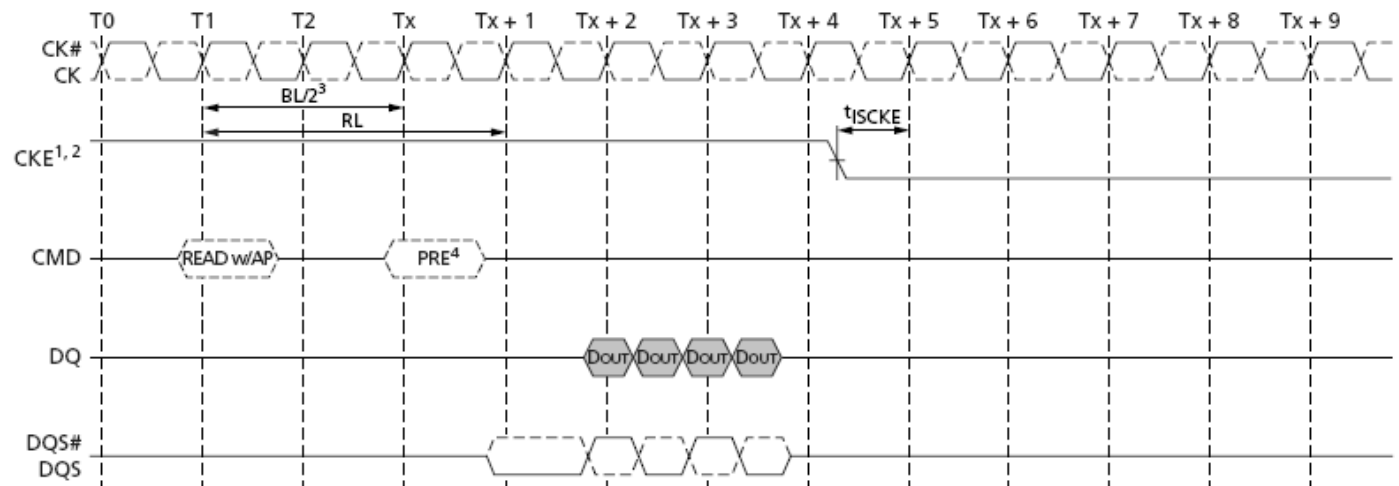 T0 T1 T2 Tx Tx + 1 Tx + 2 Tx + 3 Tx + 4 Tx + 5 Tx + 6 Tx + 7 Tx + 8 Tx + 9
CK#
CK
BL/2³
RL
tISCKE
CKE¹, ²
CMD READ w/AP PRE⁴
DQ DOUT DOUT DOUT DOUT
DQS#
DQS